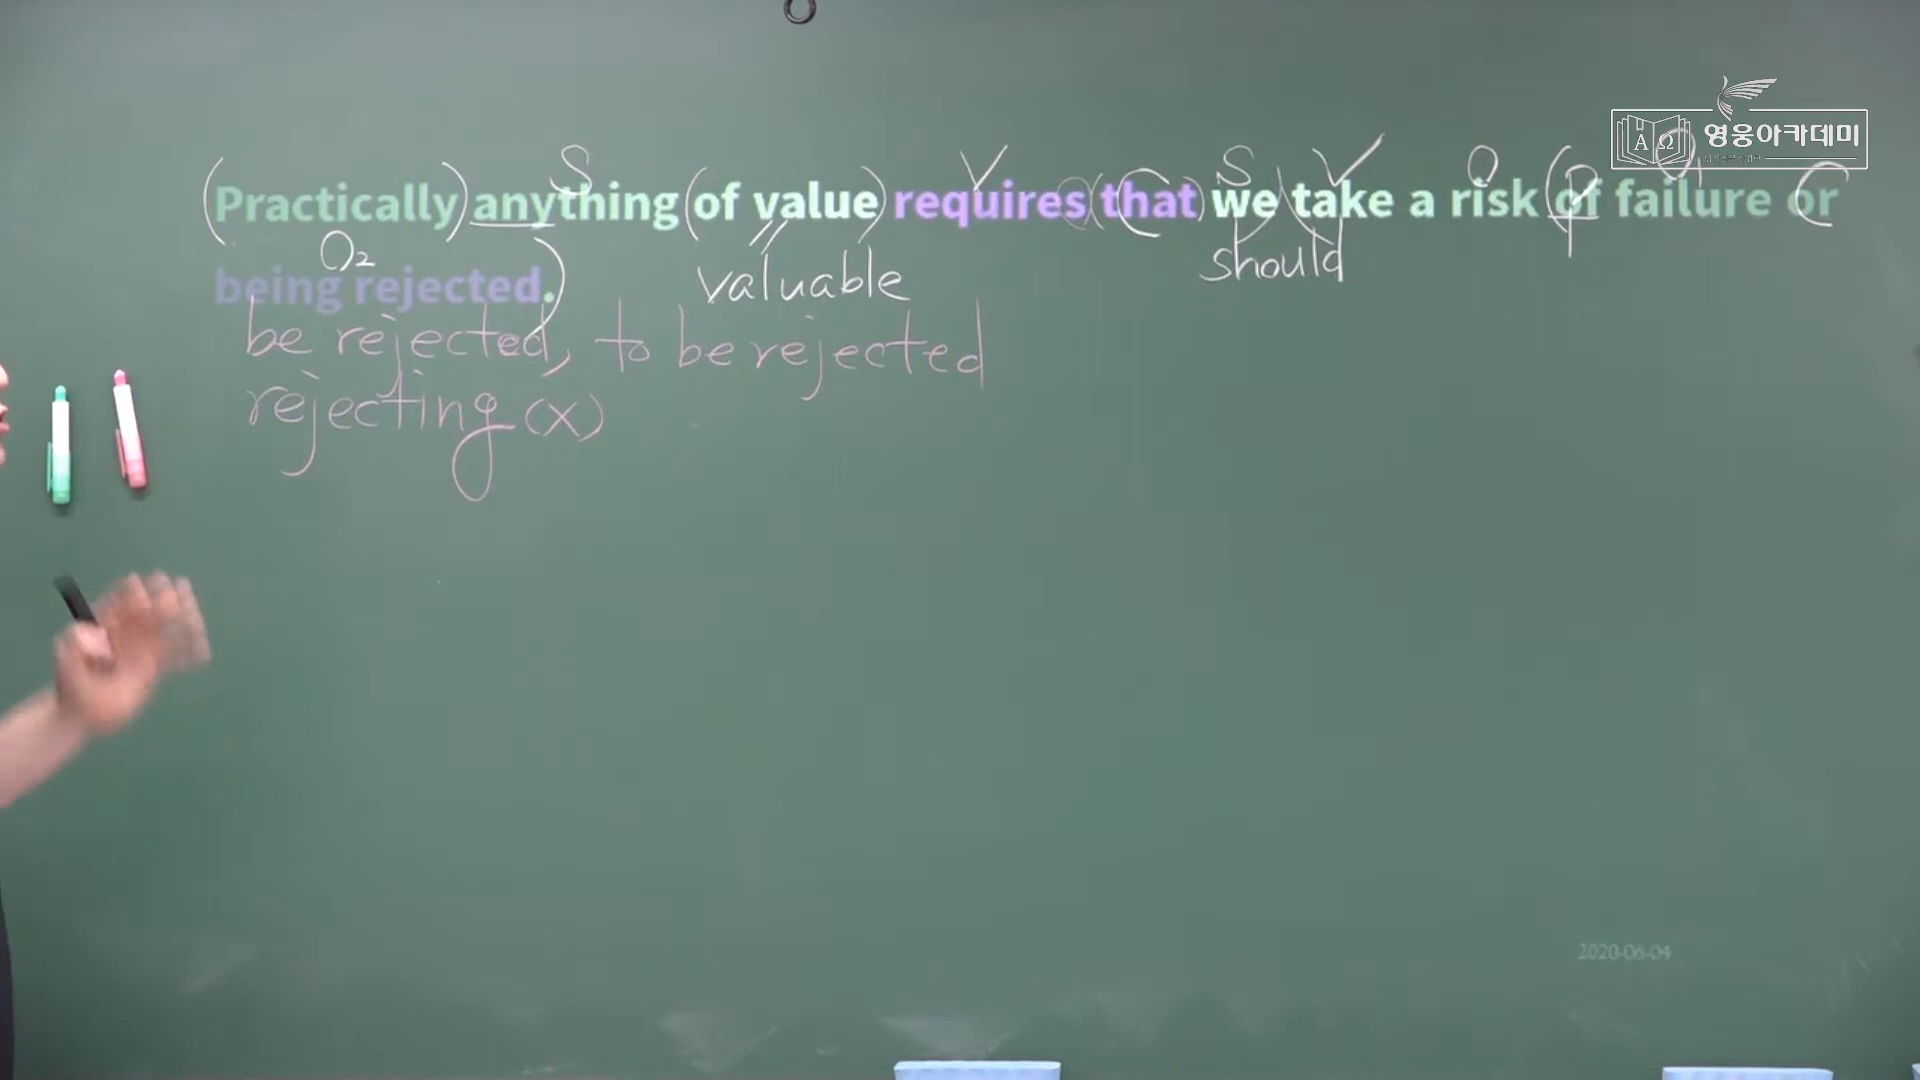 영웅아카데미
S V S V O P O₁ C
(Practically) anything (of value) requires that we take a risk (of failure or
O₂ valuable should
being rejected.)
be rejected, to be rejected
rejecting (x)
2020-06-04